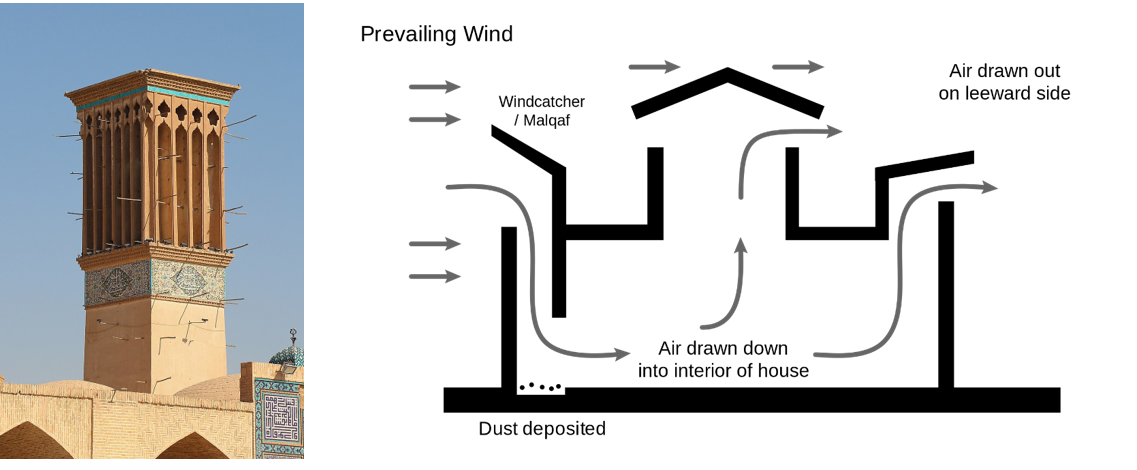 Prevailing Wind
Windcatcher
/ Malqaf
Air drawn out
on leeward side
Air drawn down
into interior of house
Dust deposited